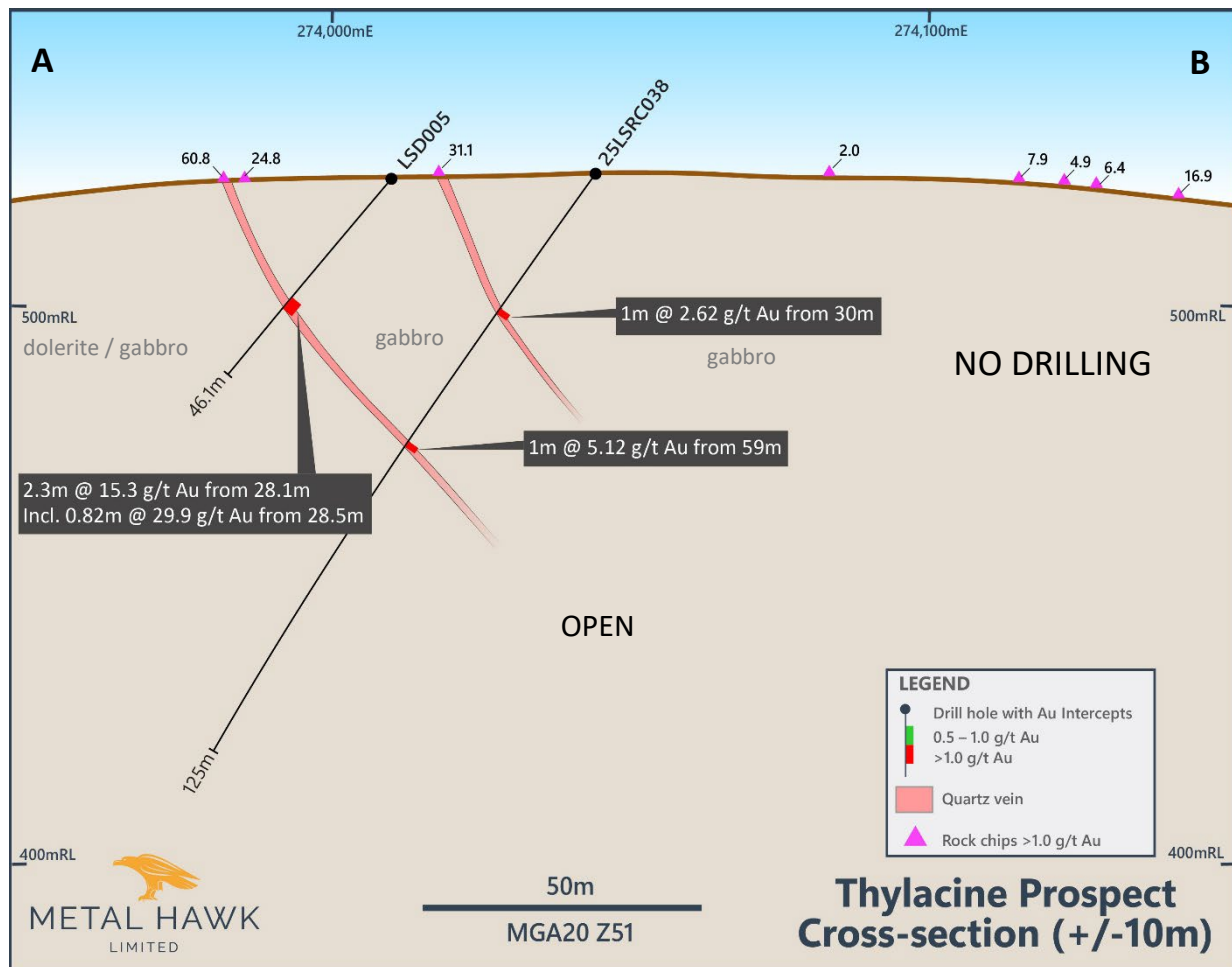 274,000mE
274,100mE
A
B
LSD005
25LSRC038
60.8
24.8
31.1
2.0
7.9
4.9
6.4
16.9
500mRL
500mRL
1m @ 2.62 g/t Au from 30m
dolerite / gabbro
gabbro
gabbro
NO DRILLING
46.1m
1m @ 5.12 g/t Au from 59m
2.3m @ 15.3 g/t Au from 28.1m
Incl. 0.82m @ 29.9 g/t Au from 28.5m
OPEN
125m
LEGEND
Drill hole with Au Intercepts
0.5 – 1.0 g/t Au
>1.0 g/t Au
Quartz vein
Rock chips >1.0 g/t Au
400mRL
400mRL
METAL HAWK
LIMITED
50m
MGA20 Z51
Thylacine Prospect
Cross-section (+/-10m)